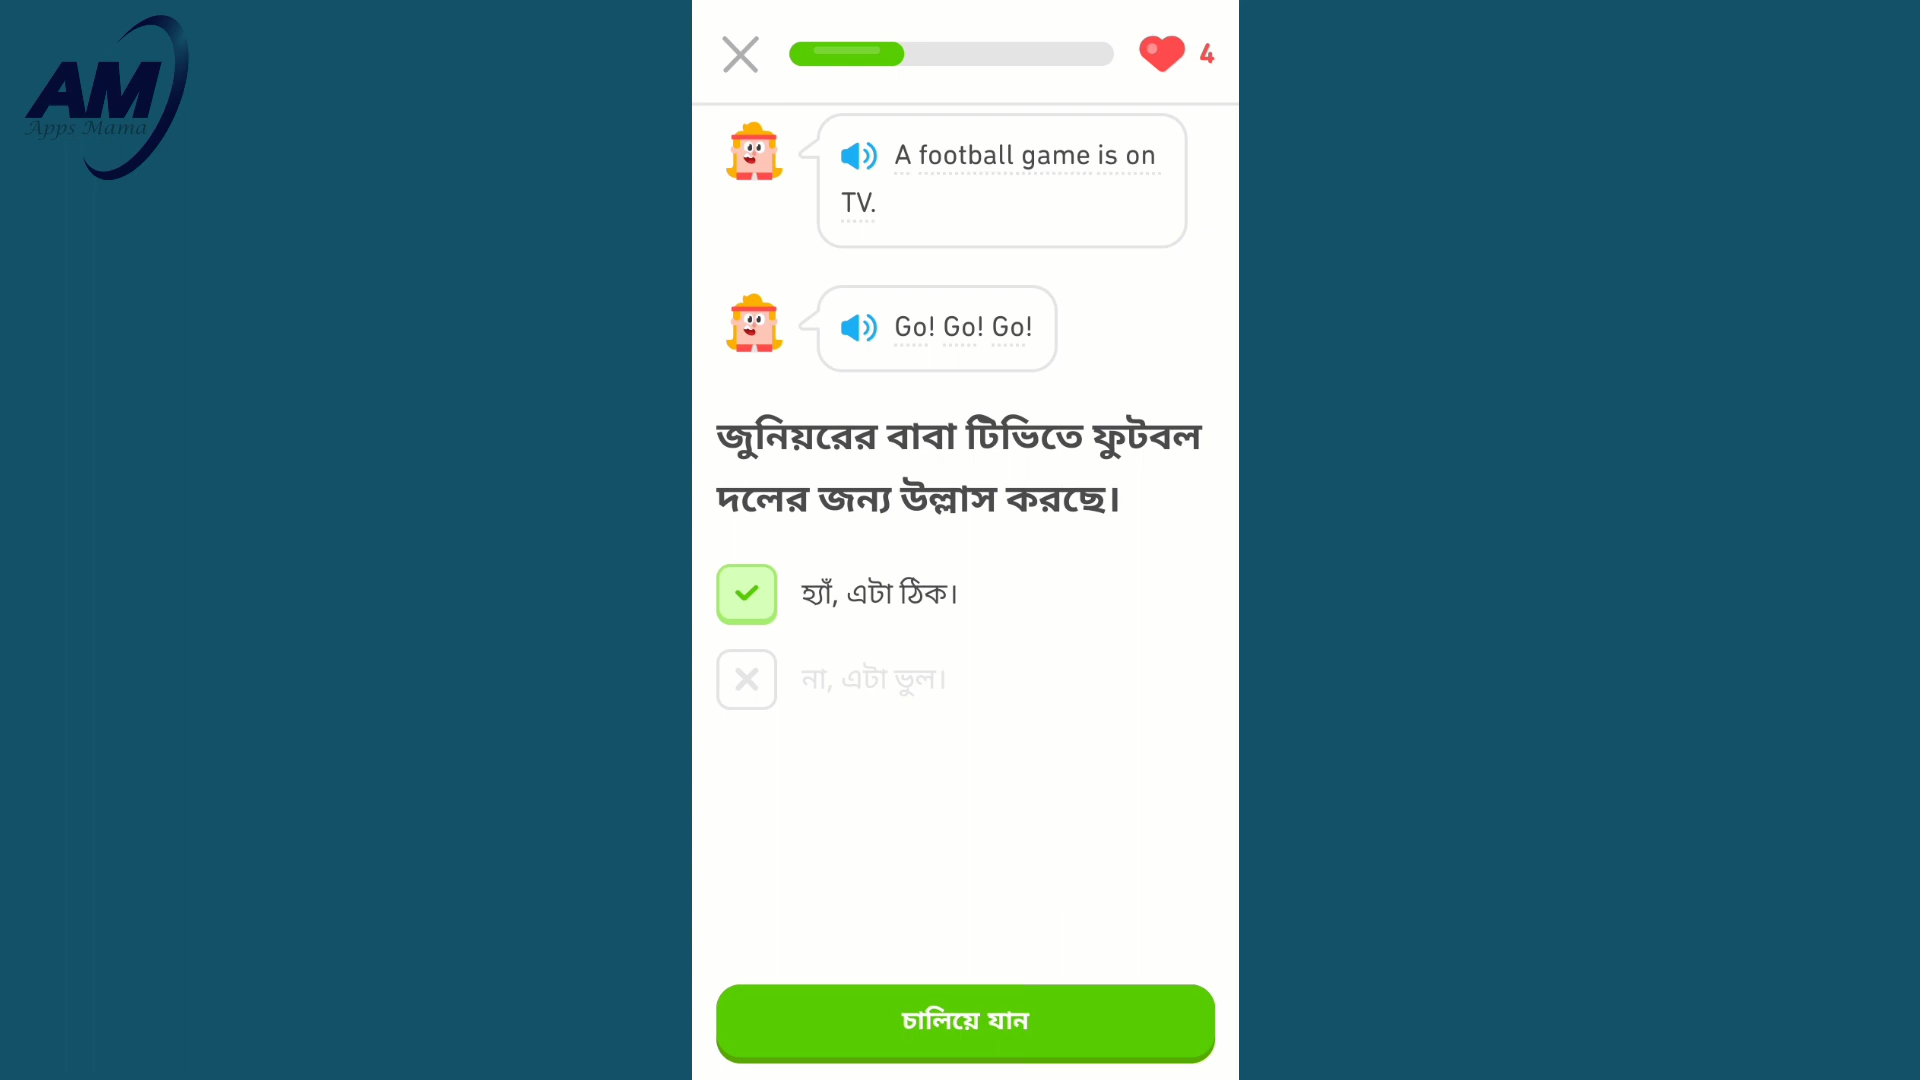 AM
Apps Mama
4
A football game is on
TV.
Go! Go! Go!
জুনিয়রের বাবা টিভিতে ফুটবল
দলের জন্য উল্লাস করছে।
হ্যাঁ, এটা ঠিক।
না, এটা ভুল।
চালিয়ে যান